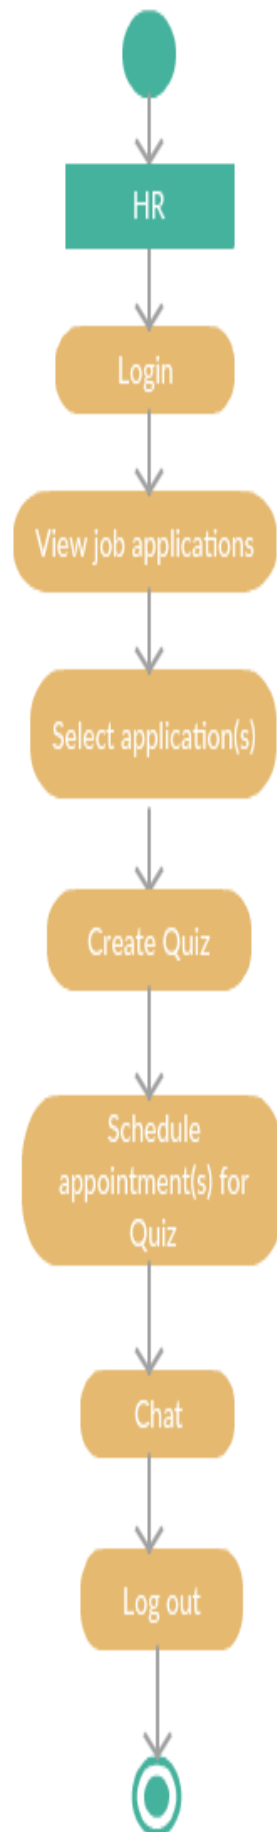 HR
Login
View job applications
Select application(s)
Create Quiz
Schedule
appointment(s) for
Quiz
Chat
Log out